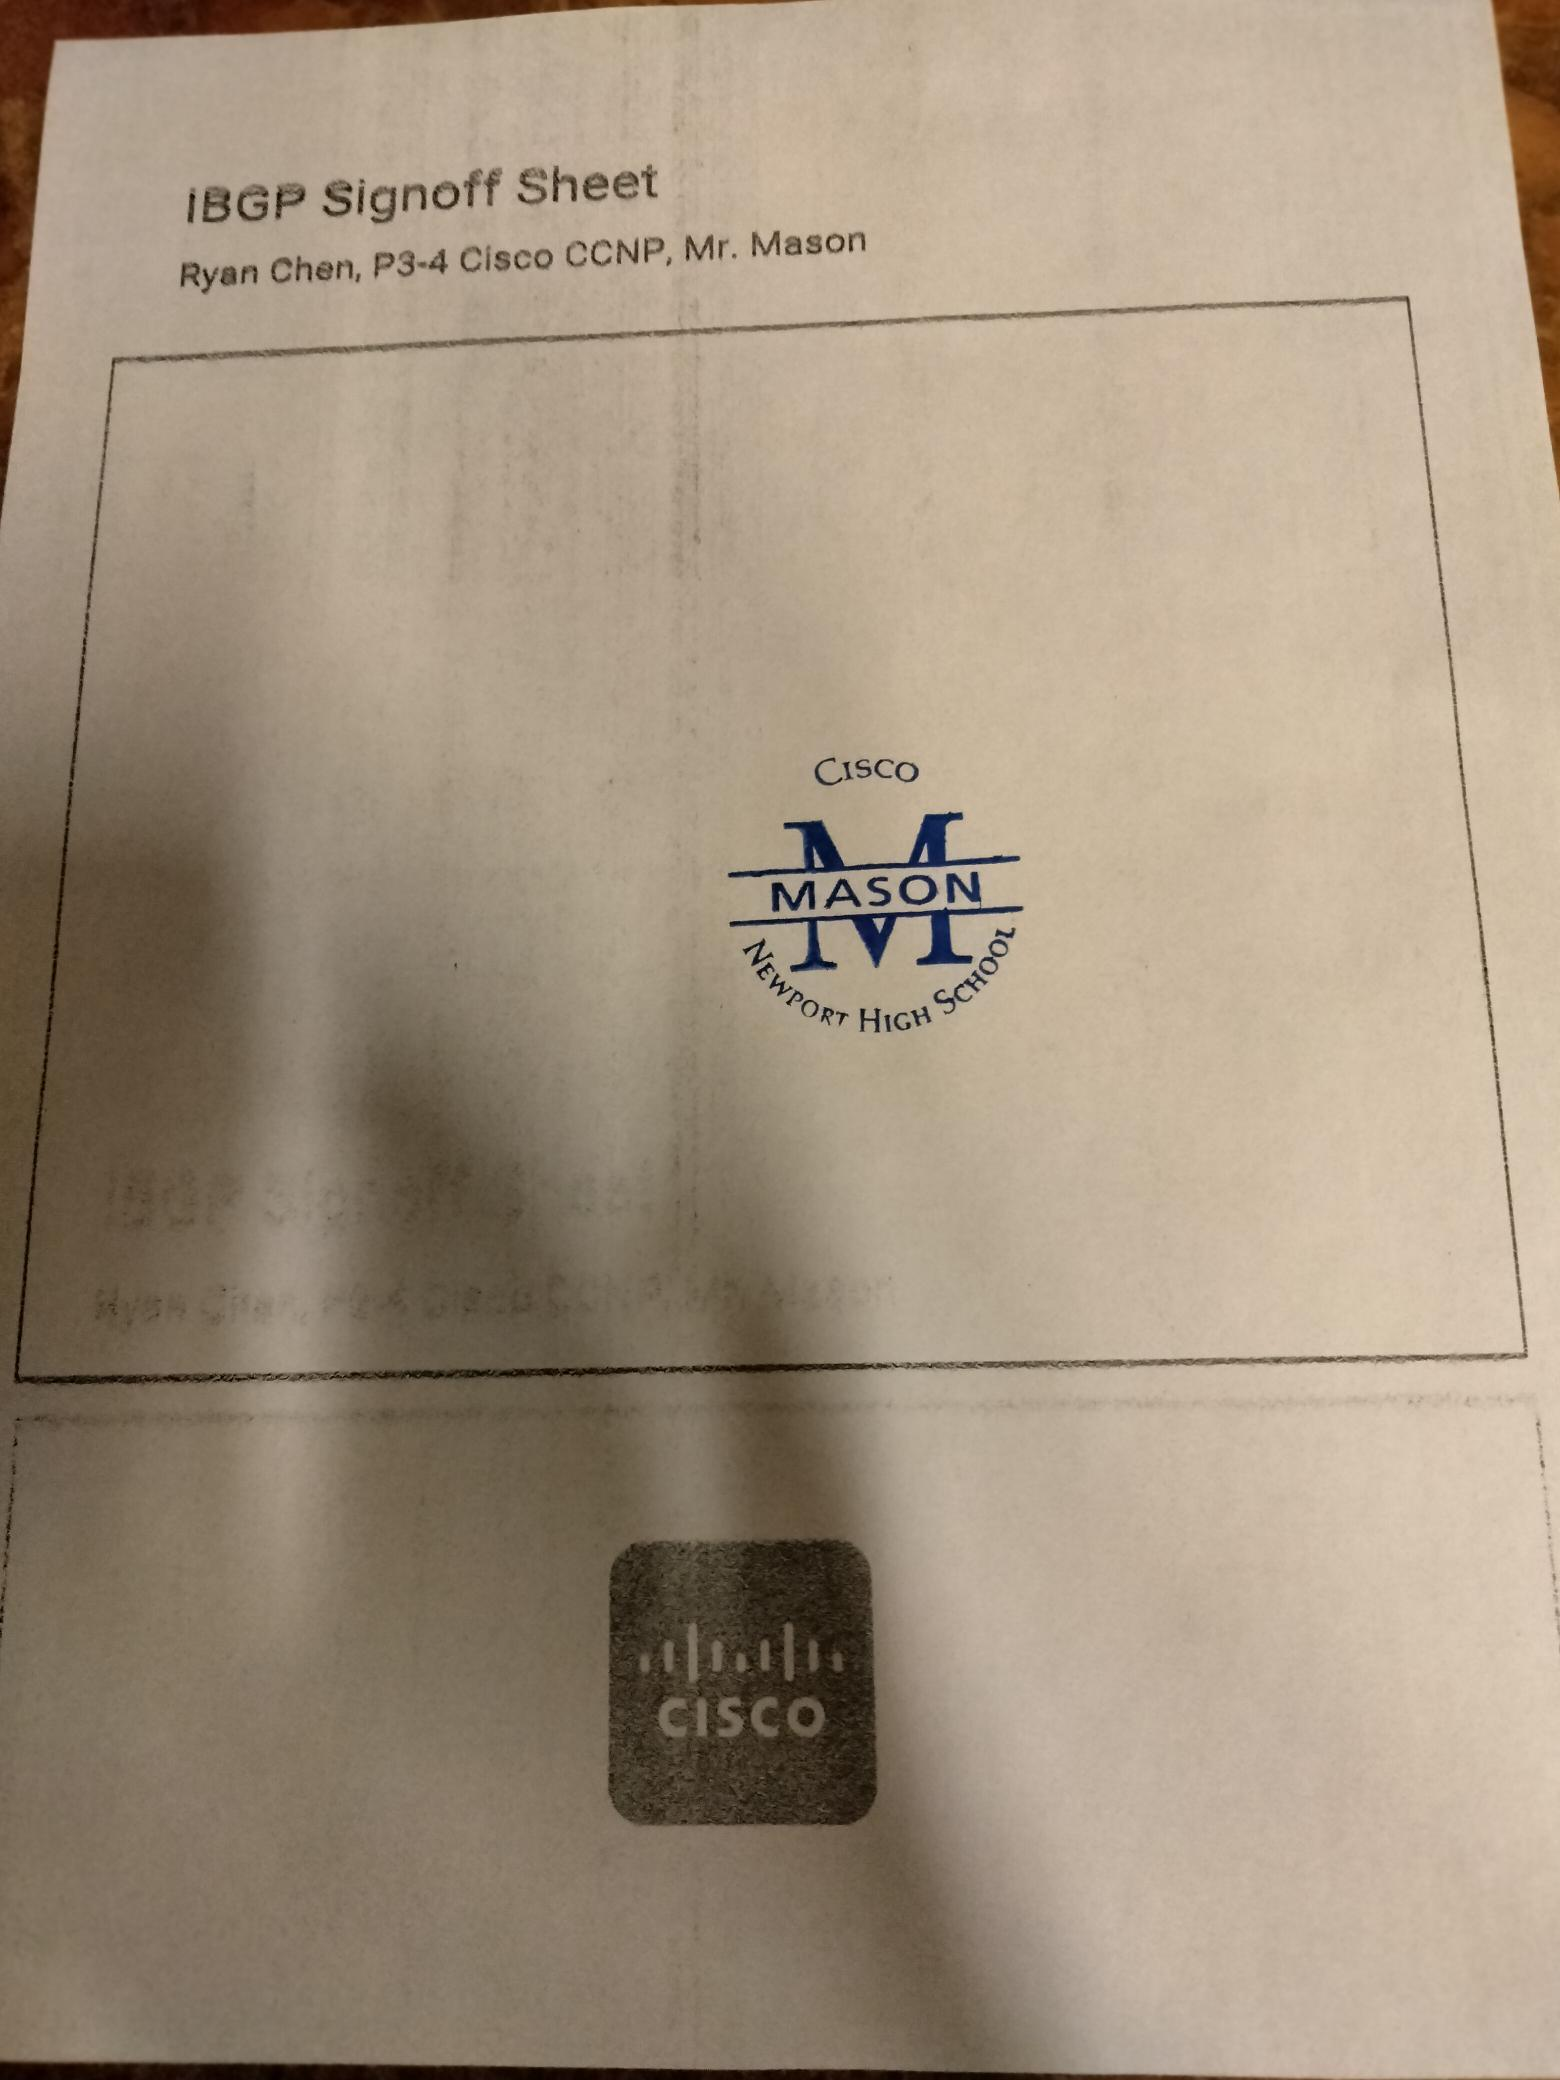 iBGP Signoff Sheet
Ryan Chen, P3-4 Cisco CCNP, Mr. Mason
CISCO
MASON
NEWPORT HIGH SCHOOL
CISCO